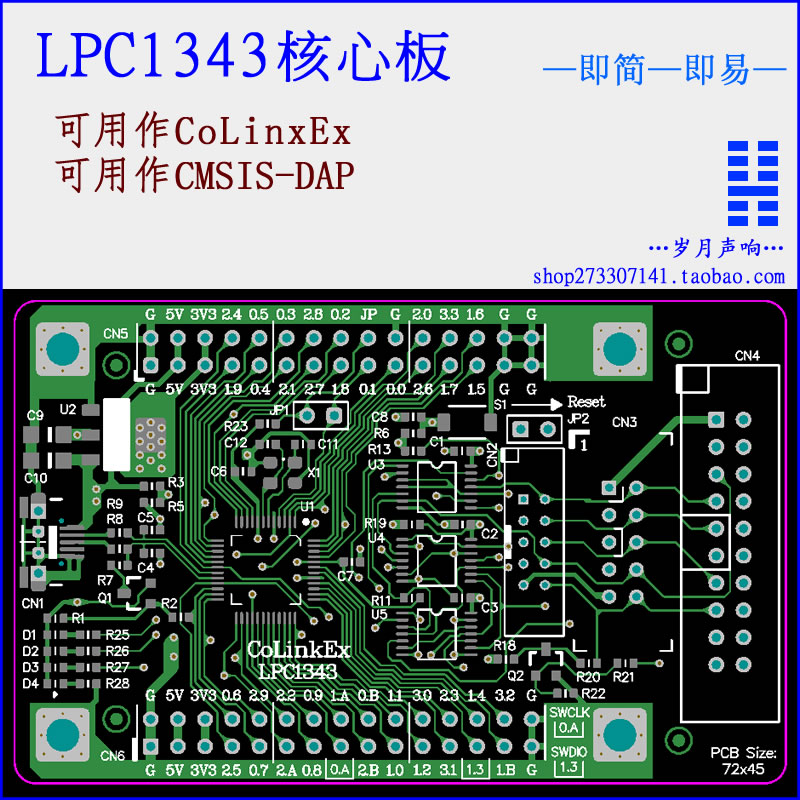 LPC1343核心板
—即简—即易—
可用作CoLinxEx
可用作CMSIS-DAP
…岁月声响…
shop273307141.taobao.com
G 5V 3V3 2.4 0.5 0.3 2.8 0.2 JP G 2.0 3.3 1.6 G G
CN5
CN4
G 5V 3V3 1.9 0.4 2.1 2.7 1.8 0.1 0.0 2.6 1.7 1.5 G G
S1
Reset
U2
C9
JP1
C8
JP2
CN3
R23
R6
C12
C11
R13
C1
CN2
1
C10
C6
X1
U3
R3
R9
R5
U1
R8
C5
R19
U4
C2
C4
C7
R7
CN1
Q1
R2
R11
C3
R1
U5
D1 R25
D2 R26
D3 R27
D4 R28
CoLinkEx
LPC1343
R18
Q2
R20 R21
R22
G 5V 3V3 0.6 2.9 2.2 0.9 1.A 0.B 1.1 3.0 2.3 1.4 3.2 G
SWCLK
0.A
CN6
SWDIO
1.3
PCB Size:
72x45
G 5V 3V3 2.5 0.7 2.A 0.8 0.A 2.B 1.0 1.2 3.1 1.3 1.B G